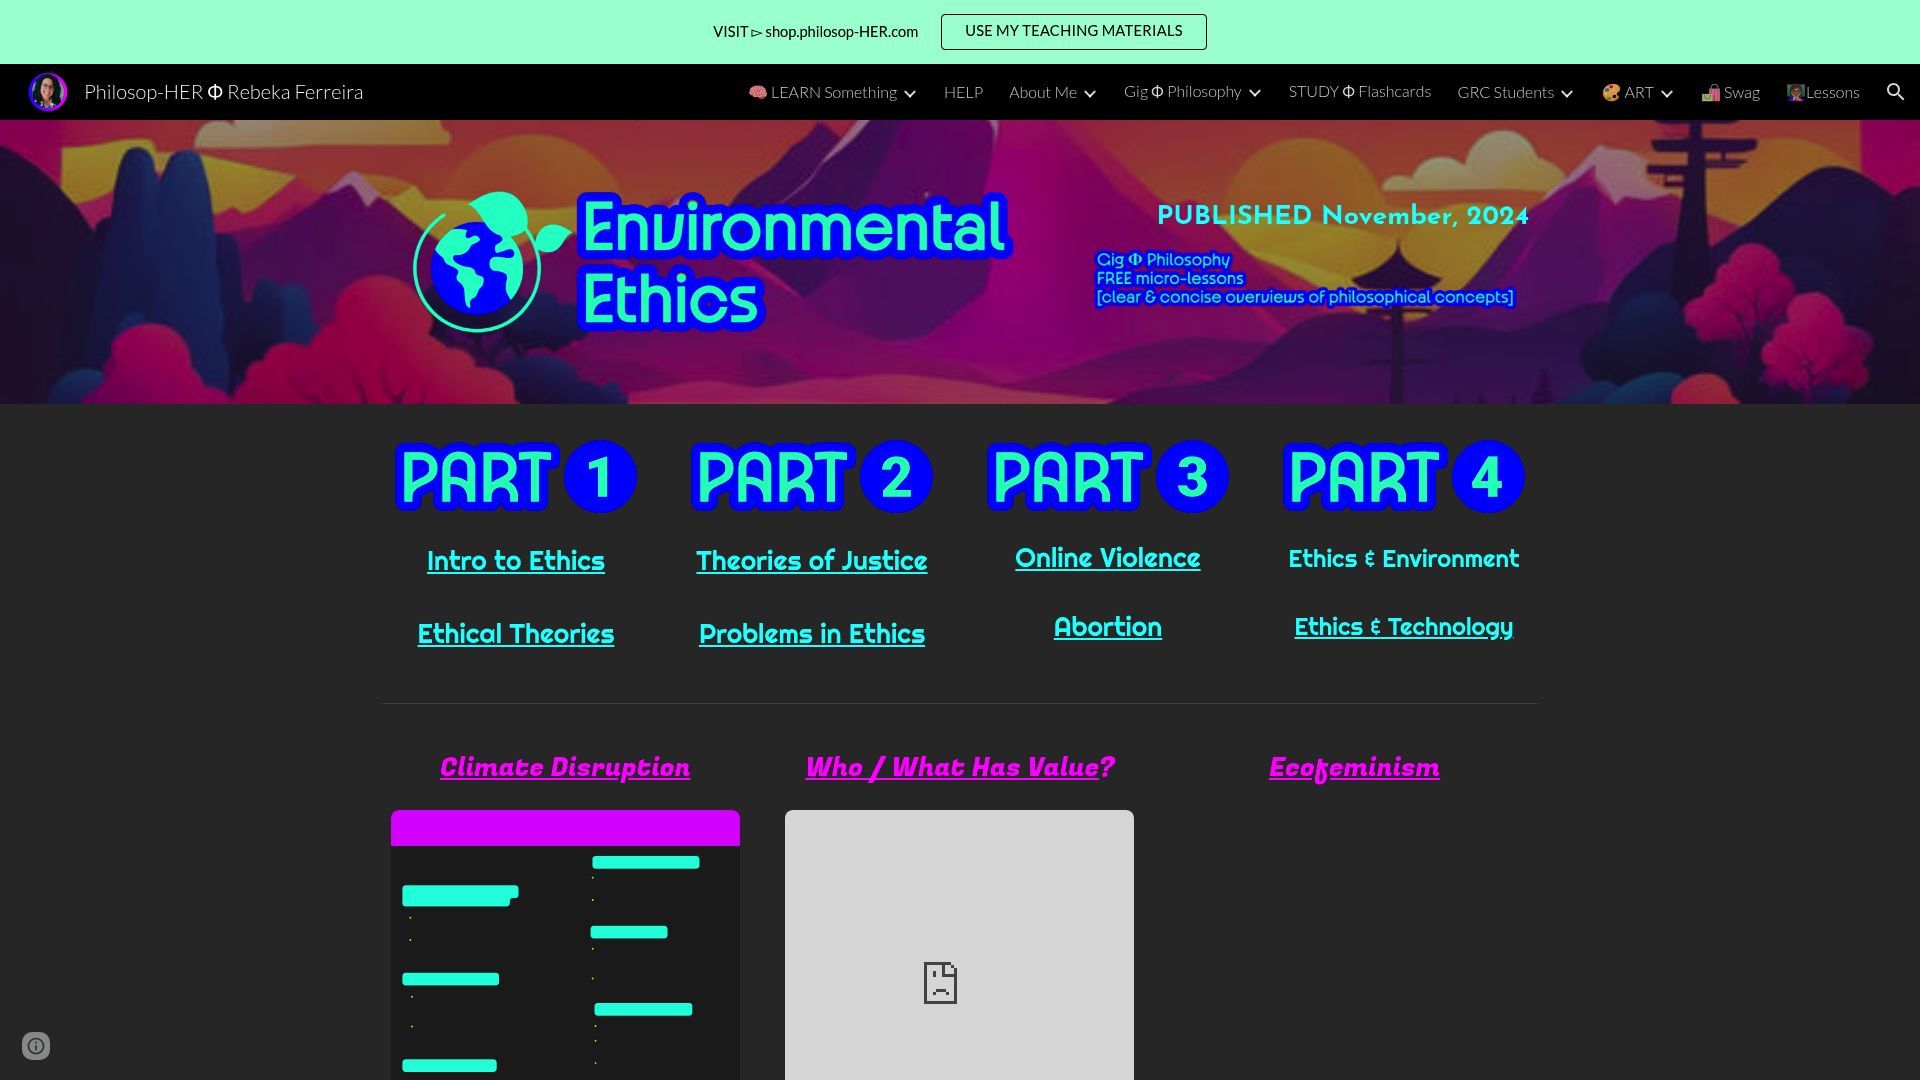 VISIT ▻ shop.philosop-HER.com
USE MY TEACHING MATERIALS
Philosop-HER Φ Rebeka Ferreira
🧠 LEARN Something
HELP
About Me
Gig Φ Philosophy
STUDY Φ Flashcards
GRC Students
🎨 ART
🛍️ Swag
👩🏽‍🏫Lessons
Environmental
Ethics
PUBLISHED November, 2024
Gig Φ Philosophy
FREE micro-lessons
[clear & concise overviews of philosophical concepts]
PART 1
PART 2
PART 3
PART 4
Intro to Ethics
Theories of Justice
Online Violence
Ethics & Environment
Ethical Theories
Problems in Ethics
Abortion
Ethics & Technology
Climate Disruption
Who / What Has Value?
Ecofeminism